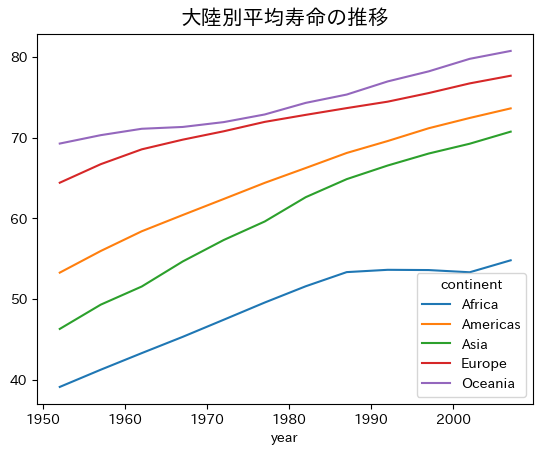 大陸別平均寿命の推移
80
70
60
50
40
continent
Africa
Americas
Asia
Europe
Oceania
1950 1960 1970 1980 1990 2000
year